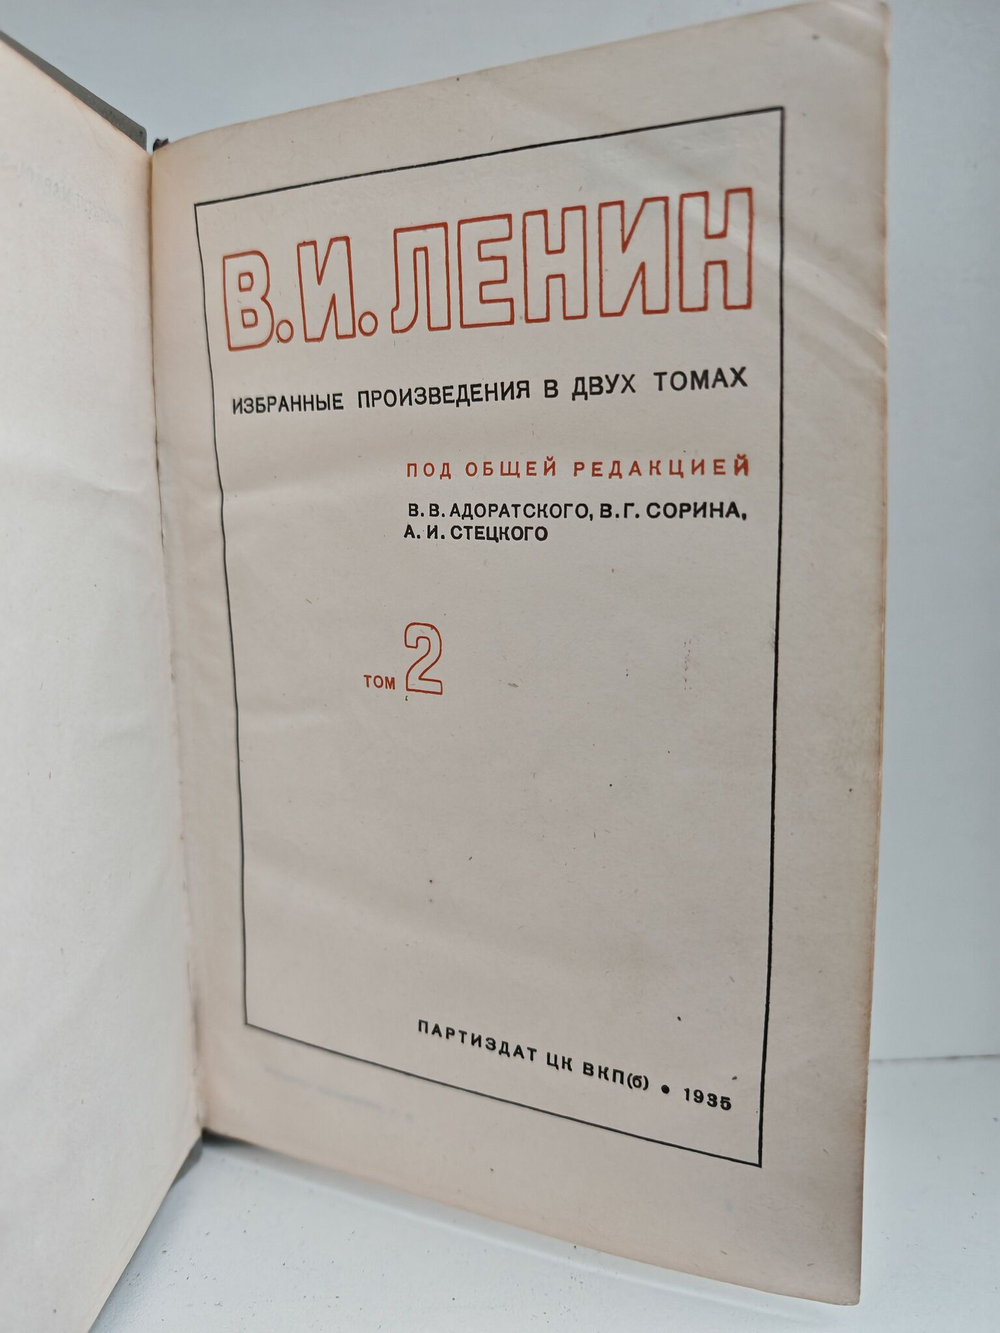 В.И.ЛЕНИН
ИЗБРАННЫЕ ПРОИЗВЕДЕНИЯ В ДВУХ ТОМАХ
ПОД ОБЩЕЙ РЕДАКЦИЕЙ
В. В. АДОРАТСКОГО, В. Г. СОРИНА,
А. И. СТЕЦКОГО
ТОМ 2
ПАРТИЗДАТ ЦК ВКП(б) • 1935